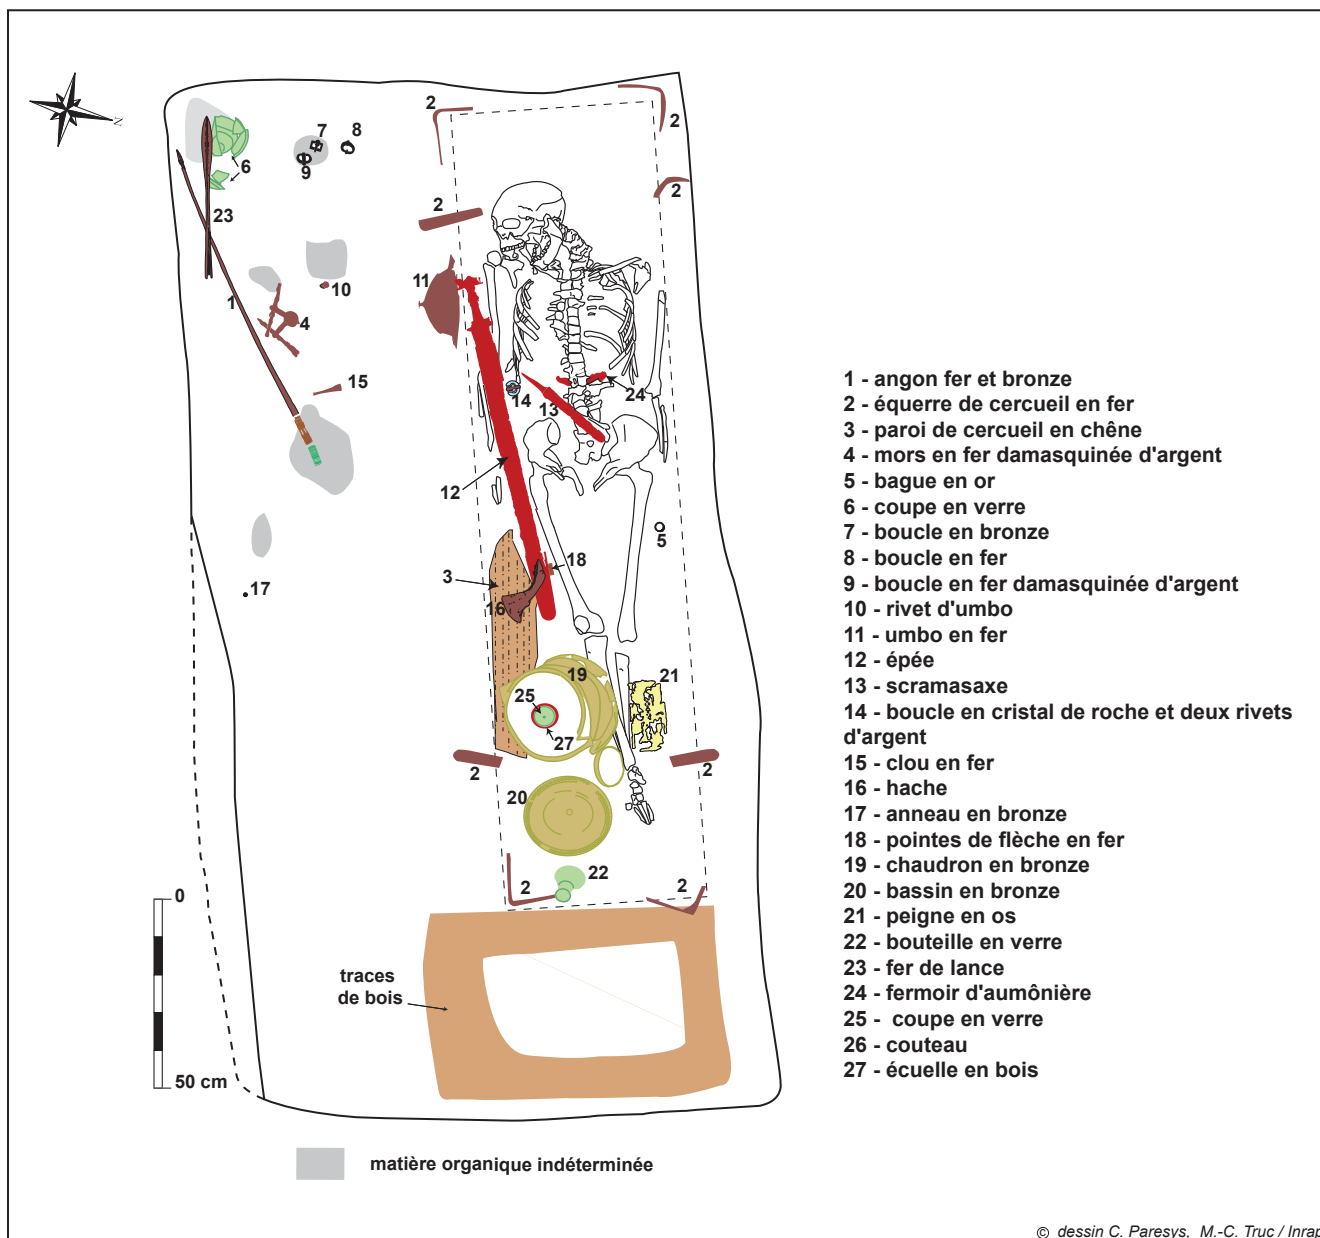 N
2
2
7
8
6
9
2
2
23
11
10
1
4
15
14
13
24
12
5
18
3
17
16
19
21
25
27
2
2
20
22
2
2
0
traces
de bois
50 cm
matière organique indéterminée
1 - angon fer et bronze
2 - équerre de cercueil en fer
3 - paroi de cercueil en chêne
4 - mors en fer damasquinée d'argent
5 - bague en or
6 - coupe en verre
7 - boucle en bronze
8 - boucle en fer
9 - boucle en fer damasquinée d'argent
10 - rivet d'umbo
11 - umbo en fer
12 - épée
13 - scramasaxe
14 - boucle en cristal de roche et deux rivets
d'argent
15 - clou en fer
16 - hache
17 - anneau en bronze
18 - pointes de flèche en fer
19 - chaudron en bronze
20 - bassin en bronze
21 - peigne en os
22 - bouteille en verre
23 - fer de lance
24 - fermoir d'aumônière
25 - coupe en verre
26 - couteau
27 - écuelle en bois
© dessin C. Paresys, M.-C. Truc / Inrap